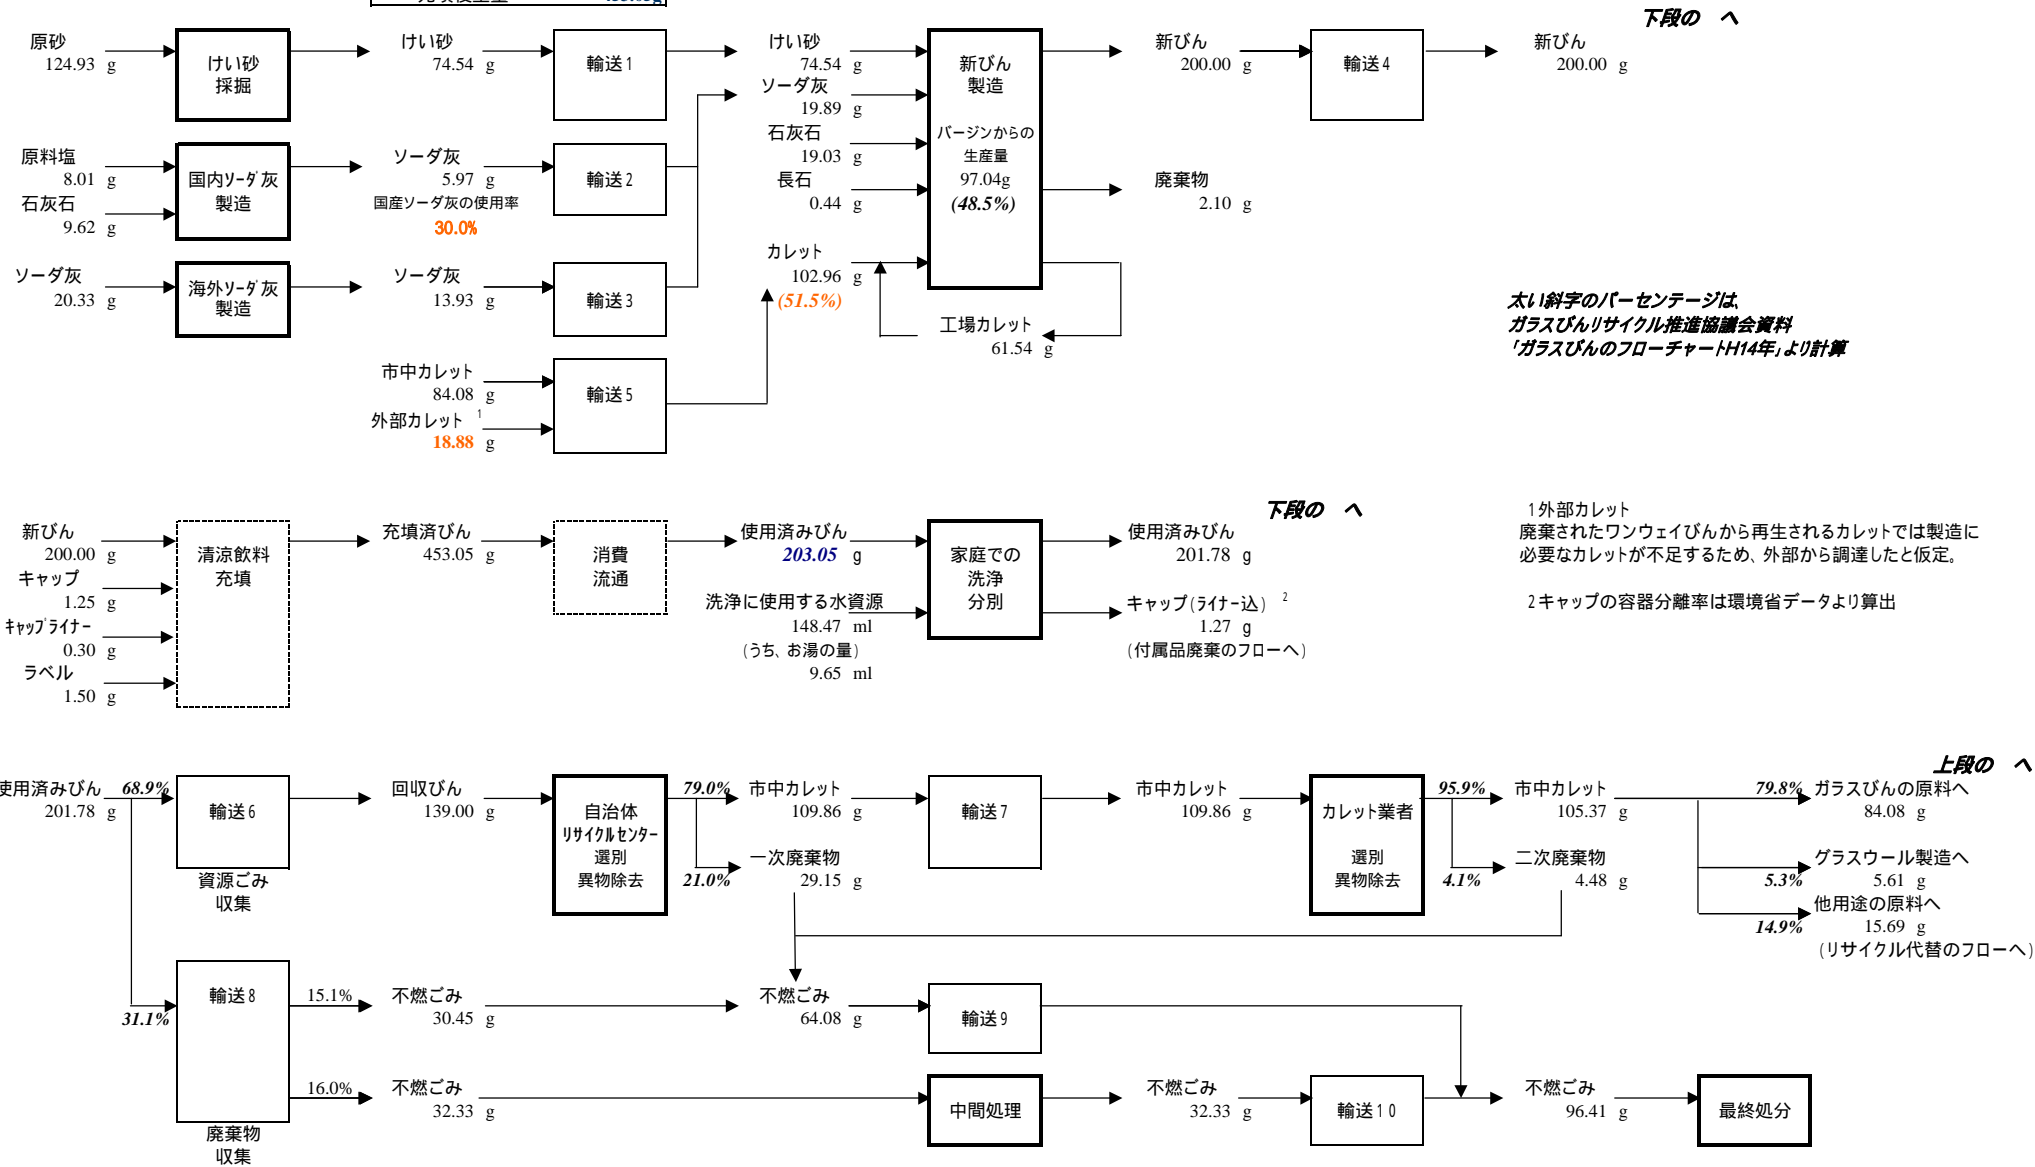 下段の　へ
原砂
124.93 g
けい砂
採掘
けい砂
74.54 g
輸送1
けい砂
74.54 g
新びん
製造
バージンからの
生産量
97.04g
(48.5%)
新びん
200.00 g
輸送4
新びん
200.00 g
ソーダ灰
19.89 g
石灰石
19.03 g
長石
0.44 g
原料塩
8.01 g
石灰石
9.62 g
国内ソーダ灰
製造
ソーダ灰
5.97 g
国産ソーダ灰の使用率
30.0%
輸送2
廃棄物
2.10 g
カレット
102.96 g
(51.5%)
ソーダ灰
20.33 g
海外ソーダ灰
製造
ソーダ灰
13.93 g
輸送3
工場カレット
61.54 g
太い斜字のパーセンテージは、
ガラスびんリサイクル推進協議会資料
「ガラスびんのフローチャートH14年」より計算
市中カレット
84.08 g
外部カレット 1
18.88 g
輸送5
下段の　へ
新びん
200.00 g
キャップ
1.25 g
キャップライナー
0.30 g
ラベル
1.50 g
清涼飲料
充填
充填済びん
453.05 g
消費
流通
使用済みびん
203.05 g
洗浄に使用する水資源
148.47 ml
(うち、お湯の量)
9.65 ml
家庭での
洗浄
分別
使用済みびん
201.78 g
キャップ(ライナー込) 2
1.27 g
(付属品廃棄のフローへ)
1外部カレット
廃棄されたワンウェイびんから再生されるカレットでは製造に
必要なカレットが不足するため、外部から調達したと仮定。
2キャップの容器分離率は環境省データより算出
上段の　へ
使用済みびん
201.78 g
68.9%
輸送6
資源ごみ
収集
回収びん
139.00 g
自治体
リサイクルセンター
選別
異物除去
79.0%
市中カレット
109.86 g
21.0%
一次廃棄物
29.15 g
輸送7
市中カレット
109.86 g
カレット業者
選別
異物除去
95.9%
市中カレット
105.37 g
4.1%
二次廃棄物
4.48 g
79.8%
ガラスびんの原料へ
84.08 g
5.3%
グラスウール製造へ
5.61 g
14.9%
他用途の原料へ
15.69 g
(リサイクル代替のフローへ)
31.1%
輸送8
廃棄物
収集
15.1%
不燃ごみ
30.45 g
不燃ごみ
64.08 g
輸送9
16.0%
不燃ごみ
32.33 g
中間処理
不燃ごみ
32.33 g
輸送10
不燃ごみ
96.41 g
最終処分